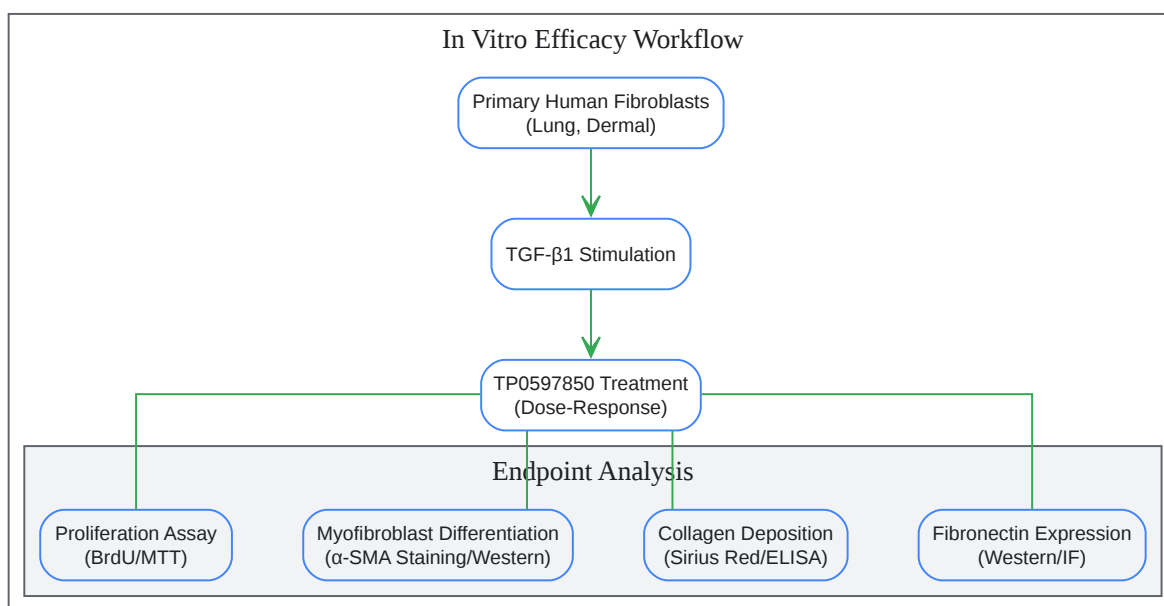 In Vitro Efficacy Workflow
Primary Human Fibroblasts
(Lung, Dermal)
TGF-β1 Stimulation
TP0597850 Treatment
(Dose-Response)
Endpoint Analysis
Proliferation Assay
(BrdU/MTT)
Myofibroblast Differentiation
(α-SMA Staining/Western)
Collagen Deposition
(Sirius Red/ELISA)
Fibronectin Expression
(Western/IF)